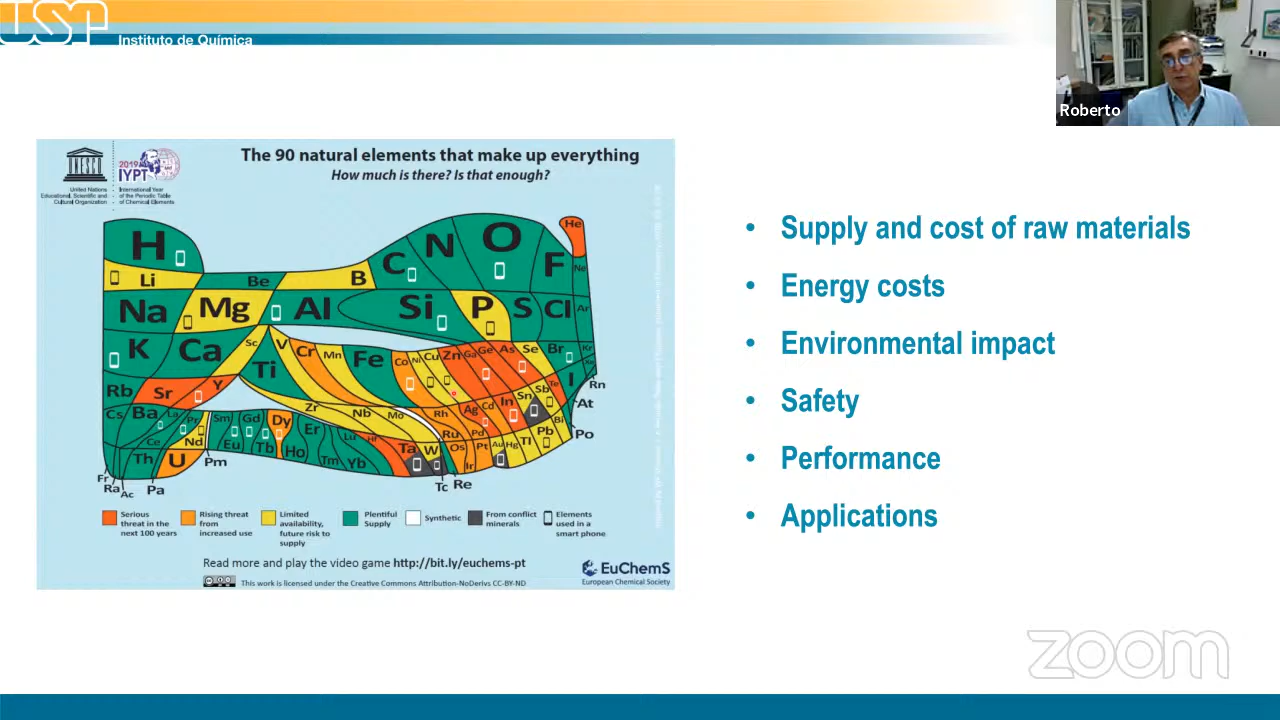 USP
Instituto de Química
Roberto
UNESCO
United Nations
Educational, Scientific and
Cultural Organization
2019
IYPT
International Year
of the Periodic Table
of Chemical Elements
The 90 natural elements that make up everything
How much is there? Is that enough?
H
He
Li
Be
B
C
N
O
F
Ne
Na
Mg
Al
Si
P
S
Cl
Ar
K
Ca
Sc
Ti
V
Cr
Mn
Fe
Co
Ni
Cu
Zn
Ga
Ge
As
Se
Br
Kr
Rb
Sr
Y
Zr
Nb
Mo
Rh
Ag
Cd
In
Sn
Sb
Te
I
Rn
Cs
Ba
La
Pr
Sm
Gd
Dy
Er
Lu
Hf
Ta
W
Ru
Pd
Os
Pt
Au
Hg
Tl
Pb
Bi
At
Po
Ce
Nd
Eu
Tb
Ho
Tm
Yb
Ir
Th
U
Pm
Fr
Ra
Ac
Pa
Tc
Re
Serious
threat in the
next 100 years
Rising threat
from
increased use
Limited
availability,
future risk to
supply
Plentiful
Supply
Synthetic
From conflict
minerals
Elements
used in a
smart phone
Read more and play the video game http://bit.ly/euchems-pt
EuChemS
European Chemical Society
This work is licensed under the Creative Commons Attribution-NoDerivs CC-BY-ND
• Supply and cost of raw materials
• Energy costs
• Environmental impact
• Safety
• Performance
• Applications
zoom